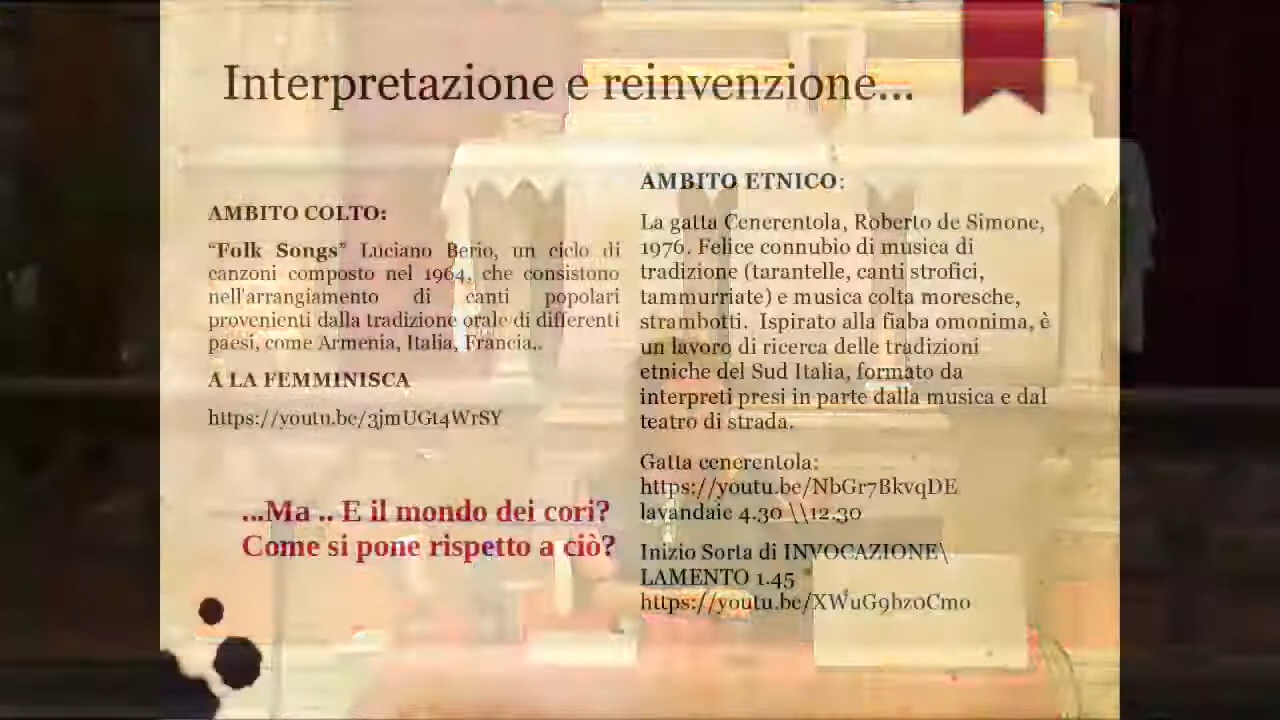 Interpretazione e reinvenzione...
AMBITO COLTO:
“Folk Songs” Luciano Berio, un ciclo di
canzoni composto nel 1964, che consistono
nell'arrangiamento di canti popolari
provenienti dalla tradizione orale di differenti
paesi, come Armenia, Italia, Francia,.
A LA FEMMINISCA
https://youtu.be/3jmUGt4WrSY
...Ma .. E il mondo dei cori?
Come si pone rispetto a ciò?
AMBITO ETNICO:
La gatta Cenerentola, Roberto de Simone,
1976. Felice connubio di musica di
tradizione (tarantelle, canti strofici,
tammurriate) e musica colta moresche,
strambotti. Ispirato alla fiaba omonima, è
un lavoro di ricerca delle tradizioni
etniche del Sud Italia, formato da
interpreti presi in parte dalla musica e dal
teatro di strada.
Gatta cenerentola:
https://youtu.be/NbGr7BkvqDE
lavandaie 4.30 \\12.30
Inizio Sorta di INVOCAZIONE\
LAMENTO 1.45
https://youtu.be/XWuG9hz0Cmo